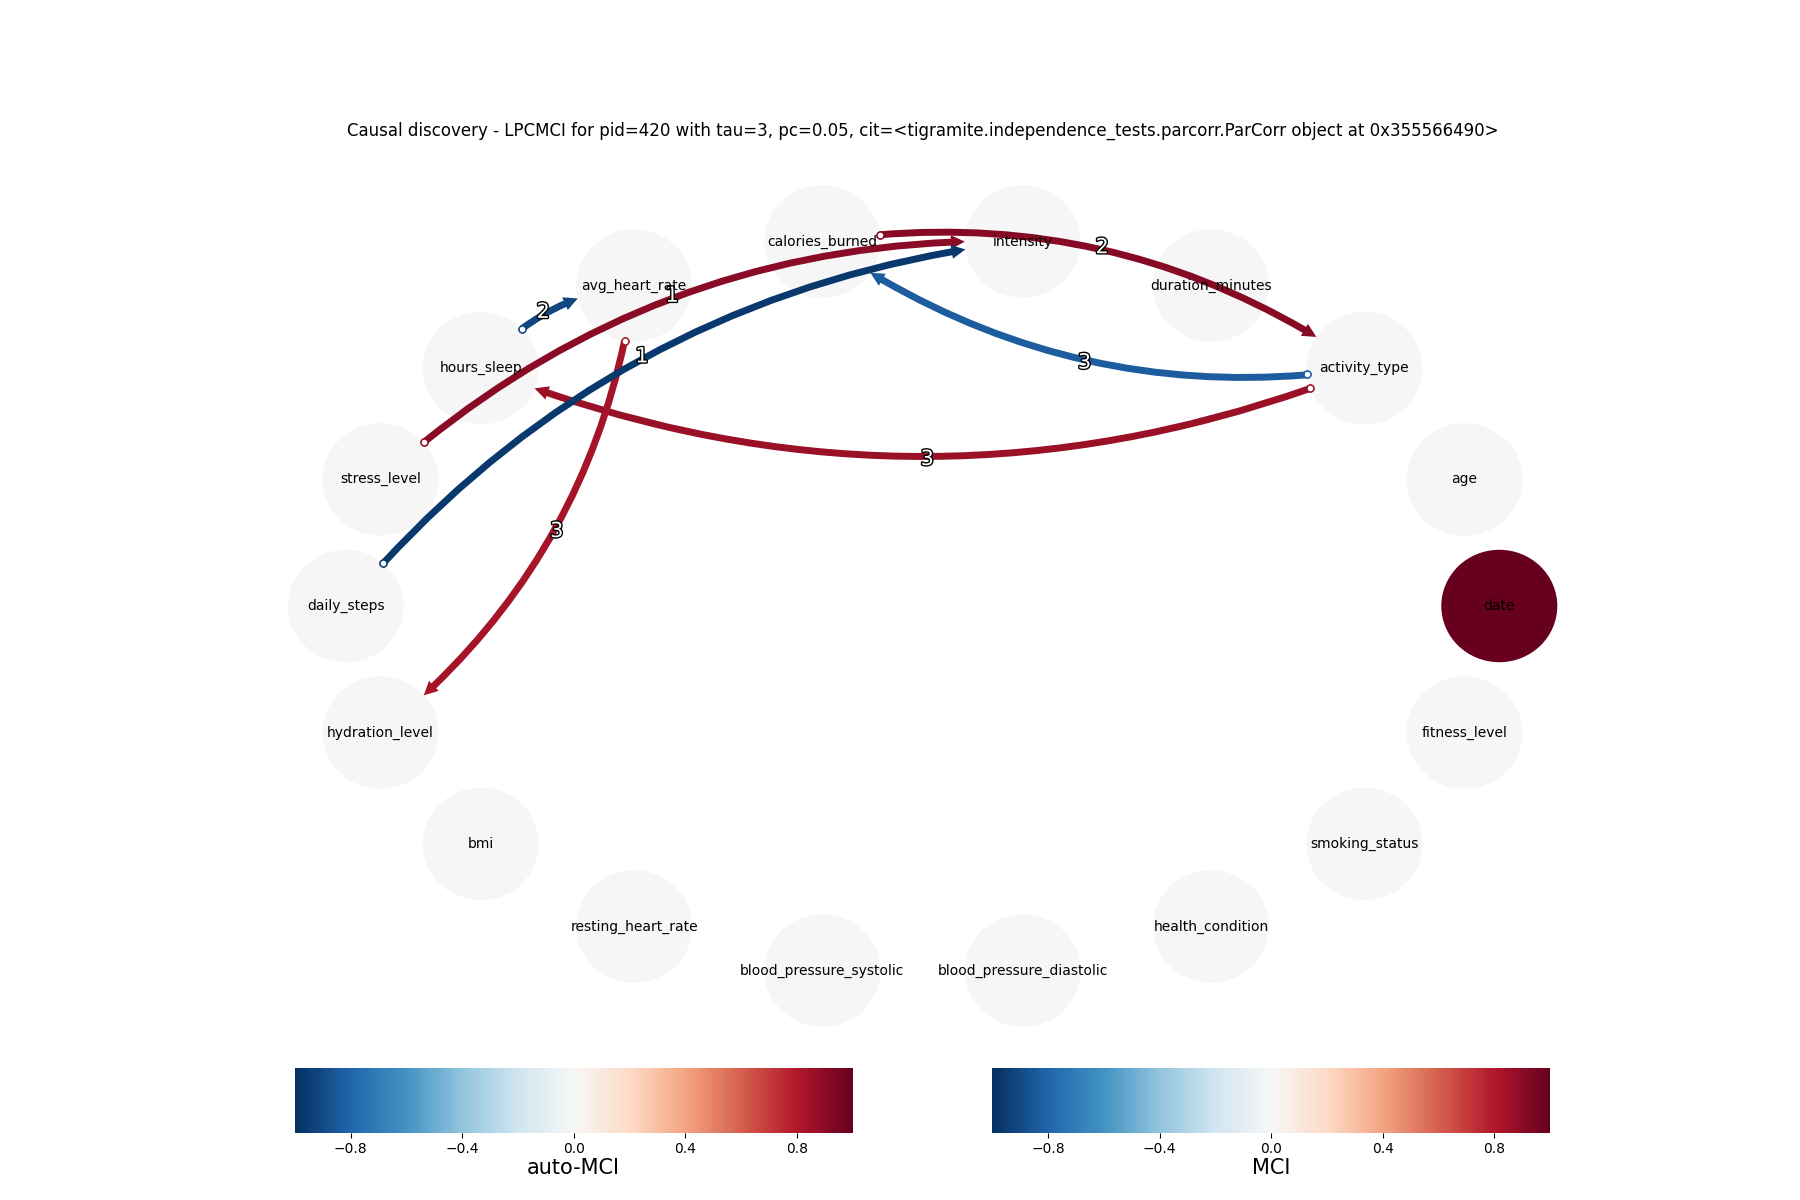 Causal discovery - LPCMCI for pid=420 with tau=3, pc=0.05, cit=<tigramite.independence_tests.parcorr.ParCorr object at 0x355566490>
calories_burned
intensity
2
avg_heart_rate
1
duration_minutes
2
hours_sleep
1
3
activity_type
3
stress_level
age
3
daily_steps
date
hydration_level
fitness_level
bmi
smoking_status
resting_heart_rate
health_condition
blood_pressure_systolic
blood_pressure_diastolic
−0.8 −0.4 0.0 0.4 0.8
auto-MCI
−0.8 −0.4 0.0 0.4 0.8
MCI